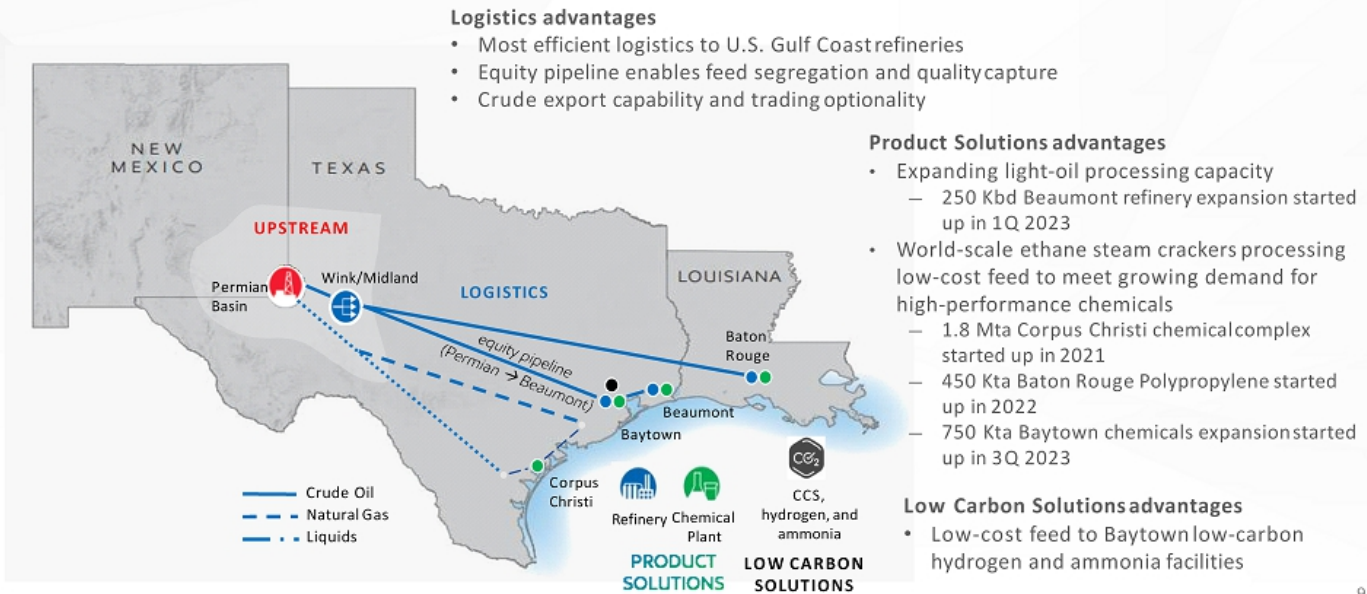 Logistics advantages
• Most efficient logistics to U.S. Gulf Coast refineries
• Equity pipeline enables feed segregation and quality capture
• Crude export capability and trading optionality
Product Solutions advantages
• Expanding light-oil processing capacity
— 250 Kbd Beaumont refinery expansion started
up in 1Q 2023
• World-scale ethane steam crackers processing
low-cost feed to meet growing demand for
high-performance chemicals
— 1.8 Mta Corpus Christi chemical complex
started up in 2021
— 450 Kta Baton Rouge Polypropylene started
up in 2022
— 750 Kta Baytown chemicals expansion started
up in 3Q 2023
Low Carbon Solutions advantages
• Low-cost feed to Baytown low-carbon
hydrogen and ammonia facilities
NEW
MEXICO
TEXAS
LOUISIANA
UPSTREAM
Permian
Basin
Wink/Midland
LOGISTICS
equity pipeline
(Permian → Beaumont)
Baton
Rouge
Beaumont
Baytown
Corpus
Christi
Crude Oil
Natural Gas
Liquids
Refinery
Chemical
Plant
PRODUCT
SOLUTIONS
CO2
CCS,
hydrogen, and
ammonia
LOW CARBON
SOLUTIONS
9